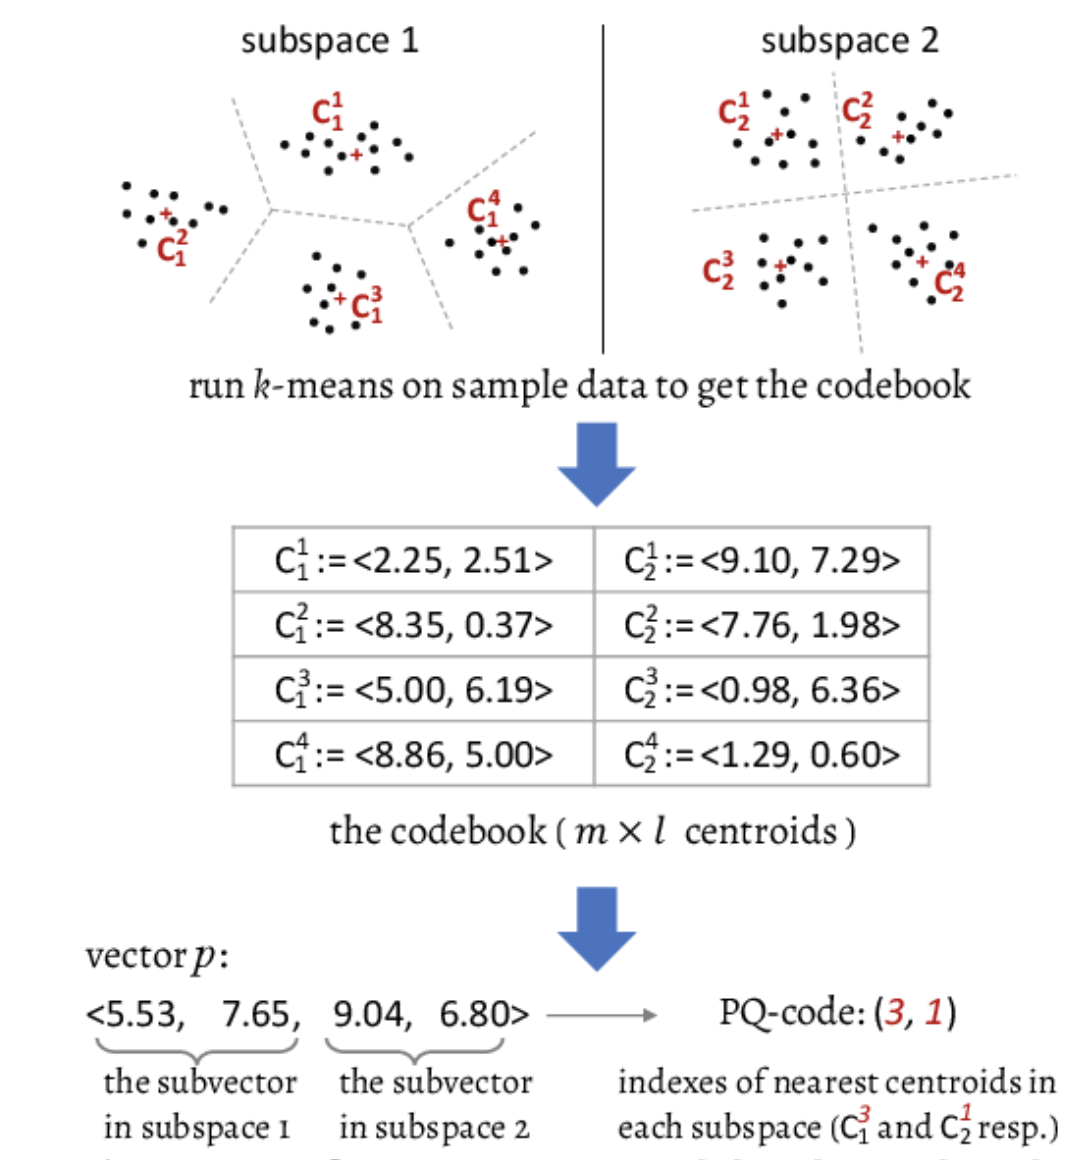 subspace 1
subspace 2
C₁¹
C₂¹
C₂²
C₁²
C₁⁴
C₁³
C₂³
C₂⁴
run k-means on sample data to get the codebook
C₁¹:=<2.25, 2.51> C₂¹:=<9.10, 7.29>
C₁²:= <8.35, 0.37> C₂²:=<7.76, 1.98>
C₁³:= <5.00, 6.19> C₂³:=<0.98, 6.36>
C₁⁴:= <8.86, 5.00> C₂⁴:=<1.29, 0.60>
the codebook ( m × l centroids )
vector p:
<5.53, 7.65, 9.04, 6.80> PQ-code: (3, 1)
the subvector
in subspace 1
the subvector
in subspace 2
indexes of nearest centroids in
each subspace (C₁³ and C₂¹ resp.)